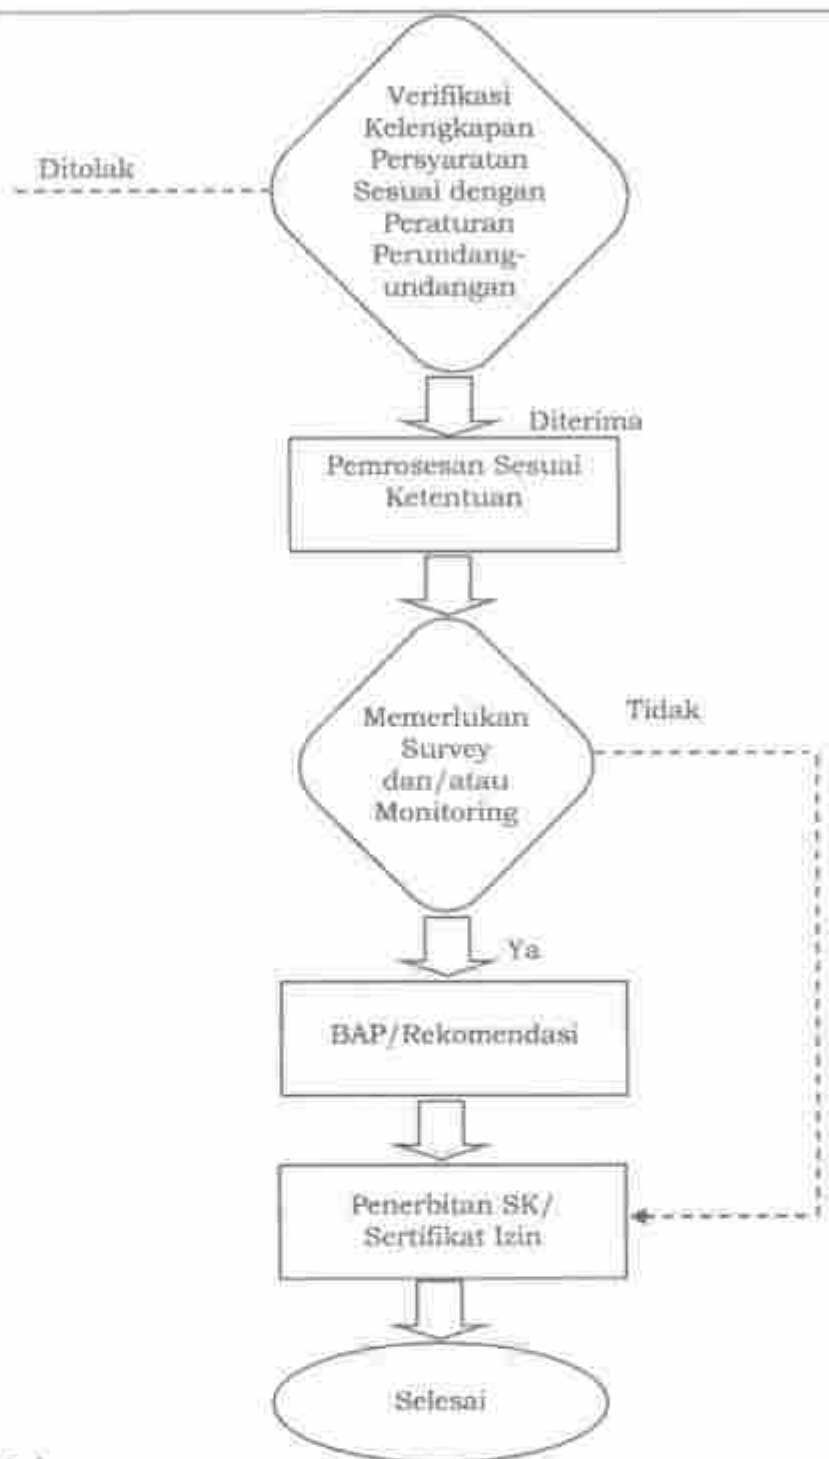 Verifikasi
Kelengkapan
Persyaratan
Sesuai dengan
Peraturan
Perundang-
undangan
Ditolak
Diterima
Pemrosesan Sesuai
Ketentuan
Memerlukan
Survey
dan/atau
Monitoring
Tidak
Ya
BAP/Rekomendasi
Penerbitan SK/
Sertifikat Izin
Selesai